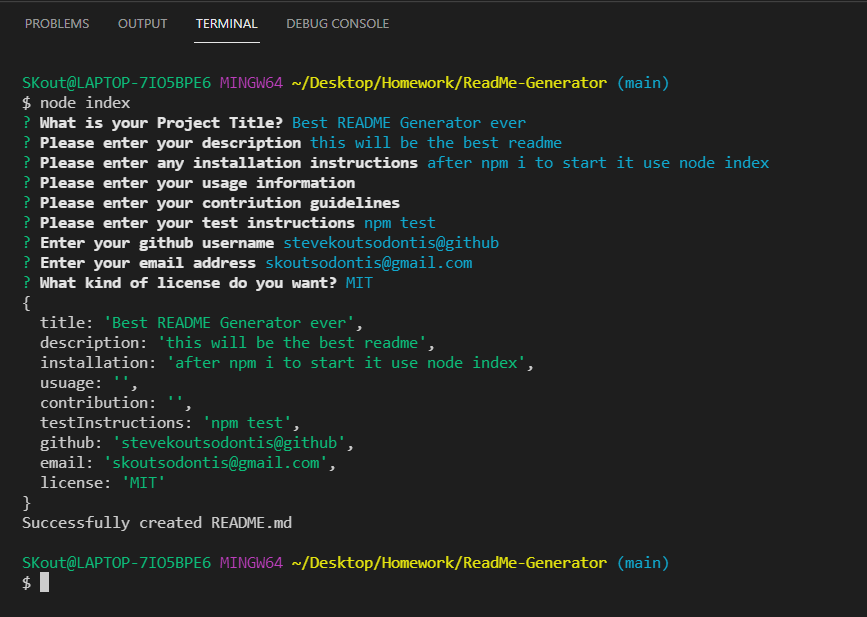 PROBLEMS OUTPUT TERMINAL DEBUG CONSOLE
SKout@LAPTOP-7IO5BPE6 MINGW64 ~/Desktop/Homework/ReadMe-Generator (main)
$ node index
? What is your Project Title? Best README Generator ever
? Please enter your description this will be the best readme
? Please enter any installation instructions after npm i to start it use node index
? Please enter your usage information
? Please enter your contriution guidelines
? Please enter your test instructions npm test
? Enter your github username stevekoutsodontis@github
? Enter your email address skoutsodontis@gmail.com
? What kind of license do you want? MIT
{
  title: 'Best README Generator ever',
  description: 'this will be the best readme',
  installation: 'after npm i to start it use node index',
  usuage: '',
  contribution: '',
  testInstructions: 'npm test',
  github: 'stevekoutsodontis@github',
  email: 'skoutsodontis@gmail.com',
  license: 'MIT'
}
Successfully created README.md
SKout@LAPTOP-7IO5BPE6 MINGW64 ~/Desktop/Homework/ReadMe-Generator (main)
$